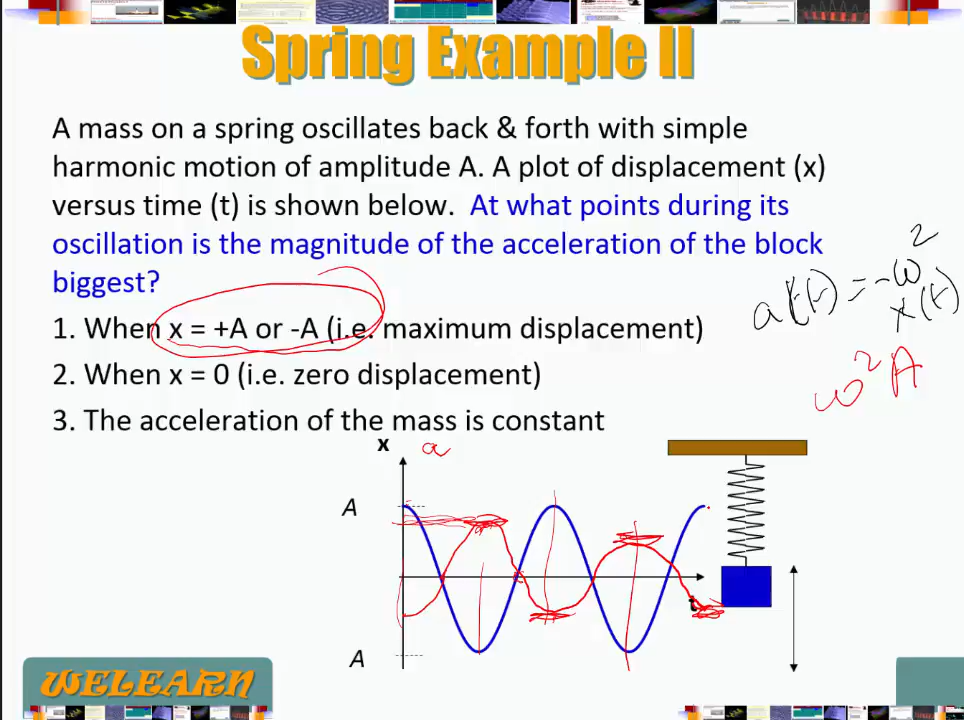 Spring Example II
A mass on a spring oscillates back & forth with simple
harmonic motion of amplitude A. A plot of displacement (x)
versus time (t) is shown below. At what points during its
oscillation is the magnitude of the acceleration of the block
biggest?
1. When x = +A or -A (i.e. maximum displacement)
2. When x = 0 (i.e. zero displacement)
3. The acceleration of the mass is constant
a(t) = -ω²
x(t)
ω² A
x a
A
t
A
WELEARN